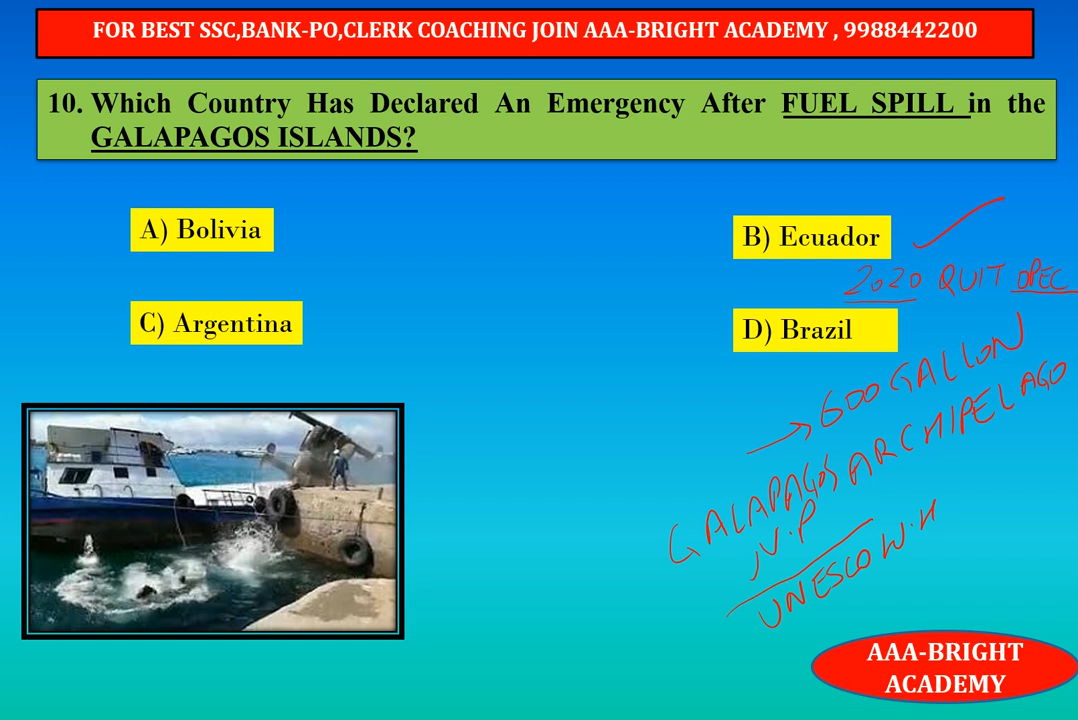 FOR BEST SSC,BANK-PO,CLERK COACHING JOIN AAA-BRIGHT ACADEMY , 9988442200
10. Which Country Has Declared An Emergency After FUEL SPILL in the
GALAPAGOS ISLANDS?
A) Bolivia
B) Ecuador
2020 QUIT OPEC
C) Argentina
D) Brazil
→ 600 GALLON
GALAPAGOS ARCHIPELAGO
N.P
UNESCO W.H
AAA-BRIGHT
ACADEMY